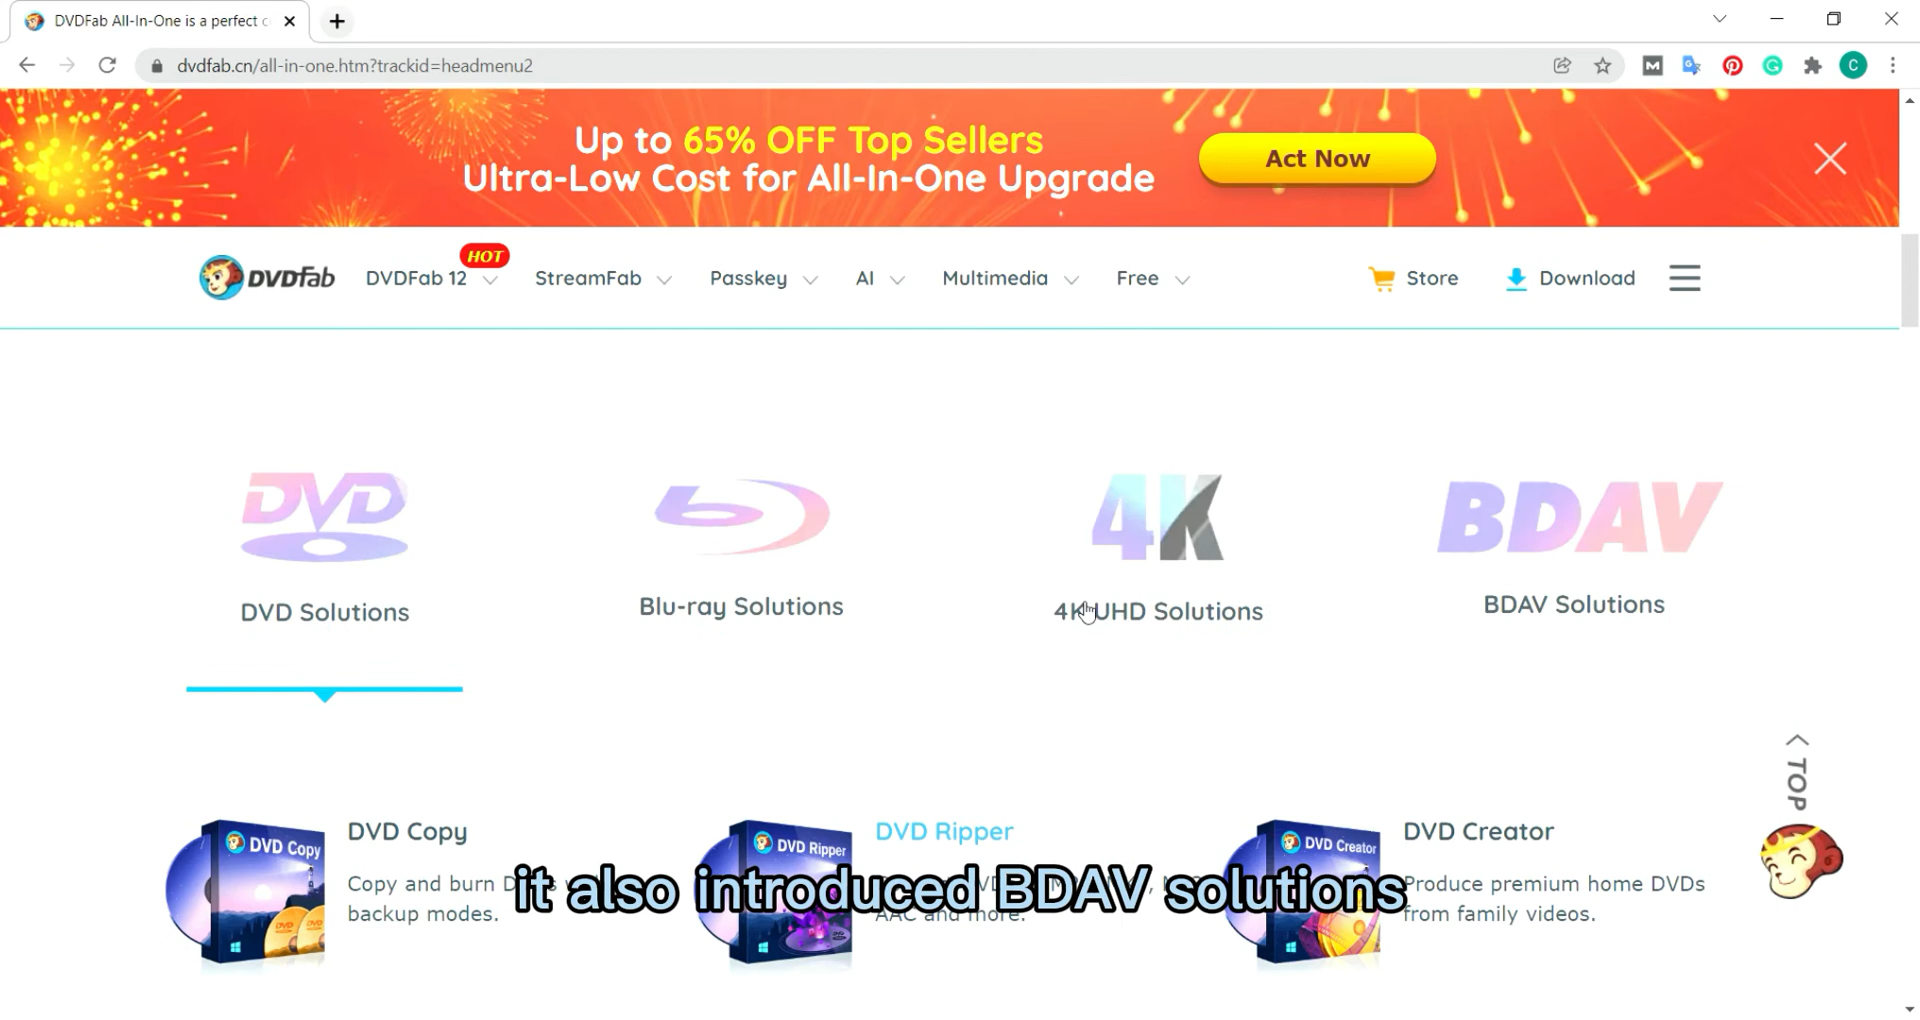 DVDFab All-In-One is a perfect c
dvdfab.cn/all-in-one.htm?trackid=headmenu2
M
G
C
Up to 65% OFF Top Sellers
Ultra-Low Cost for All-In-One Upgrade
Act Now
HOT
DVDFab
DVDFab 12
StreamFab
Passkey
AI
Multimedia
Free
Store
Download
DVD
4K
BDAV
DVD Solutions
Blu-ray Solutions
4K UHD Solutions
BDAV Solutions
TOP
DVD Copy
DVD Copy
Copy and burn
backup modes.
DVD Ripper
DVD Ripper
AAC and more.
DVD Creator
DVD Creator
Produce premium home DVDs
from family videos.
it also introduced BDAV solutions